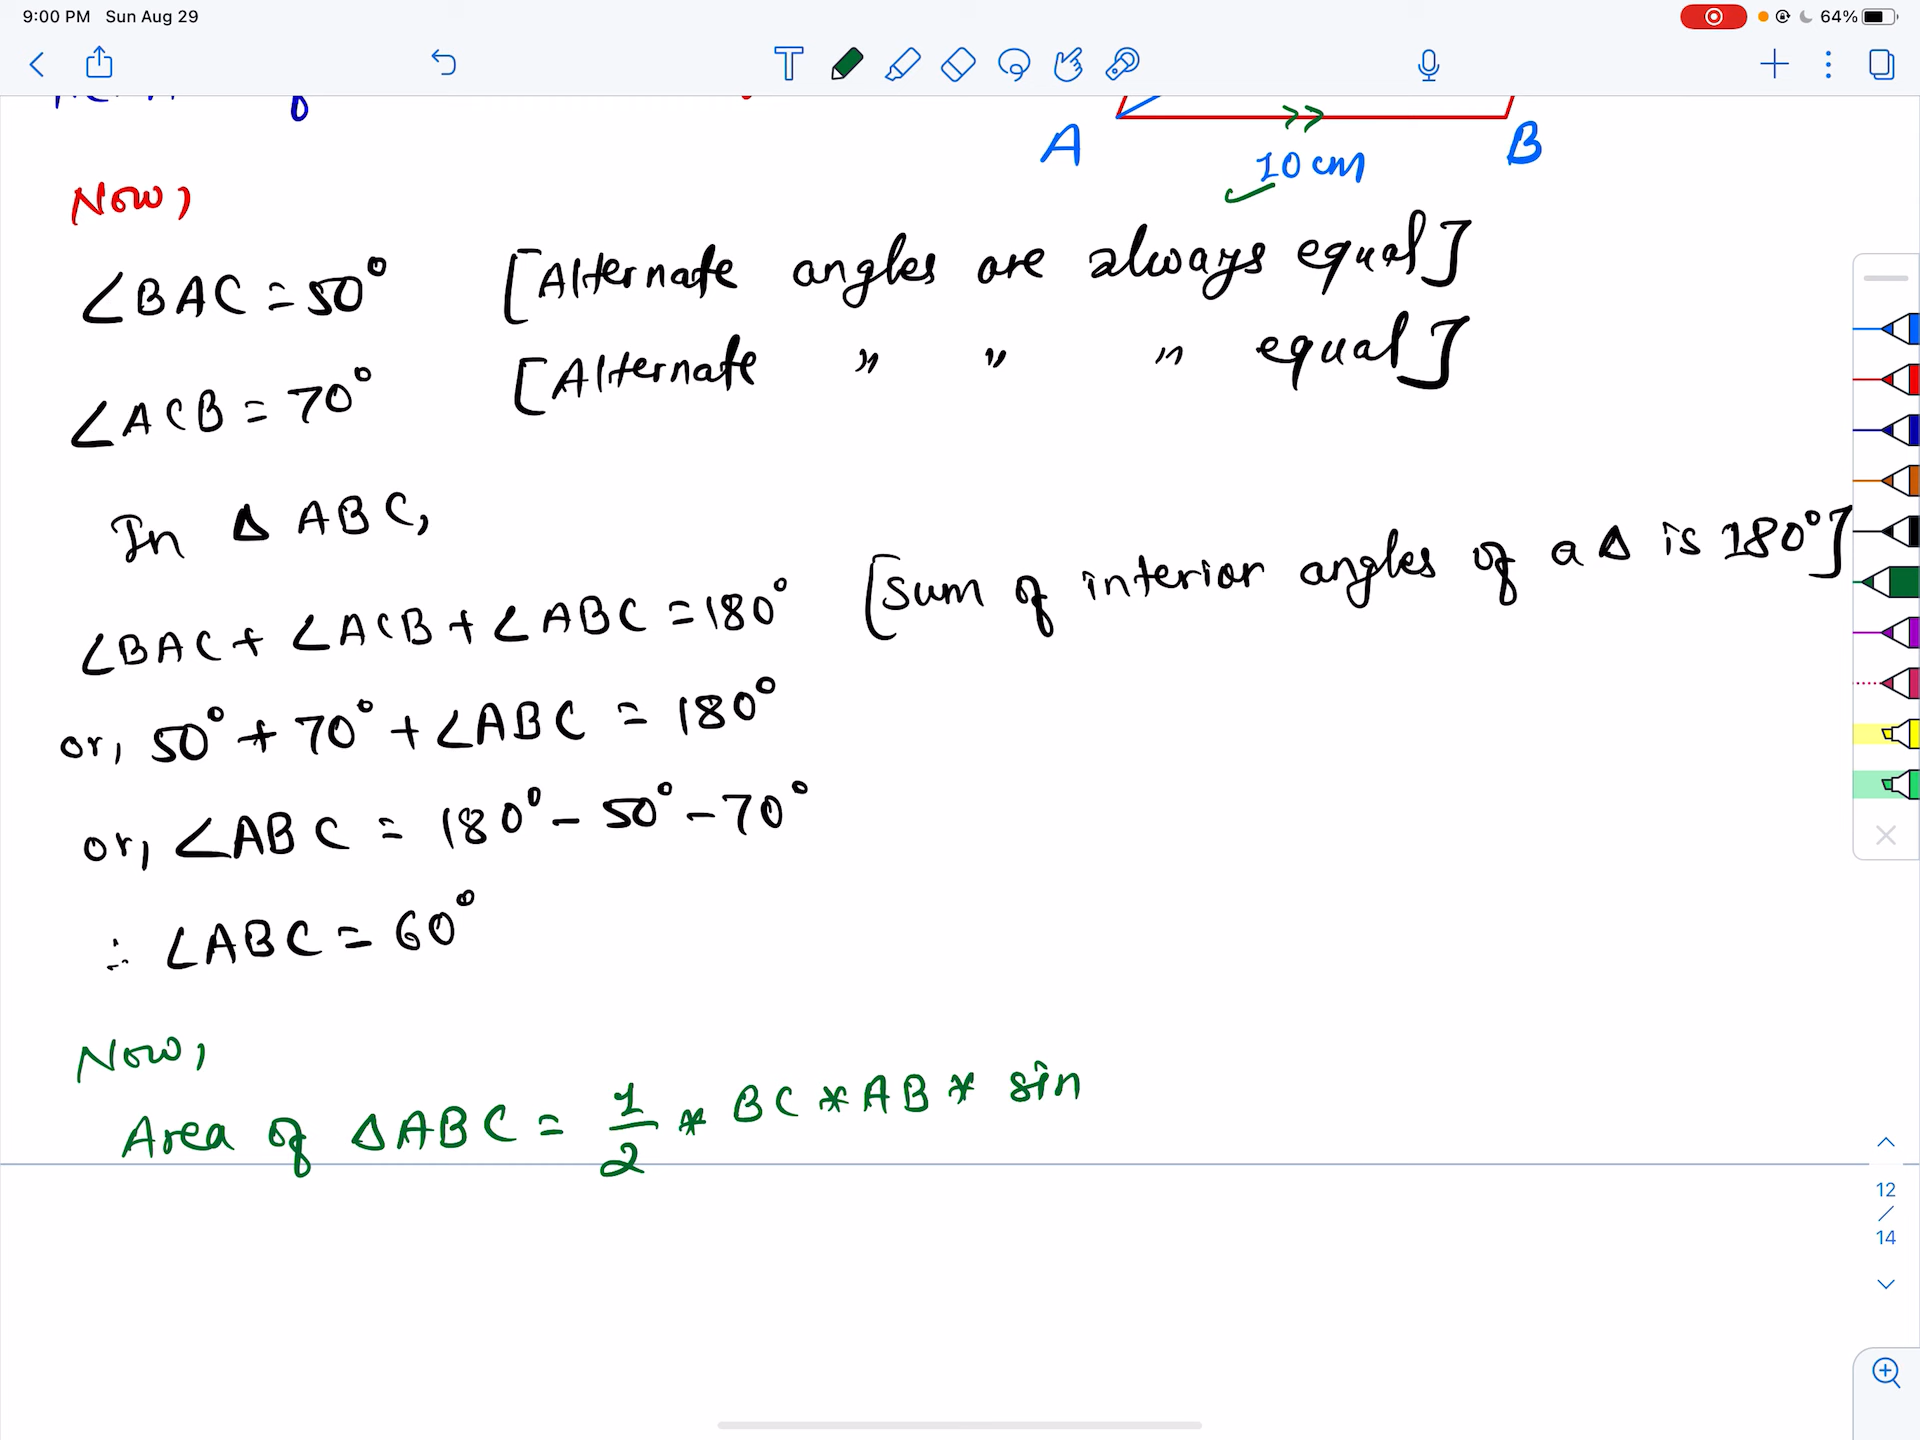 9:00 PM Sun Aug 29
64%
A
B
10 cm
Now,
∠BAC = 50° [Alternate angles are always equal]
∠ACB = 70° [Alternate " " " equal]
In Δ ABC,
∠BAC + ∠ACB + ∠ABC = 180° [Sum of interior angles of a Δ is 180°]
or, 50° + 70° + ∠ABC = 180°
or, ∠ABC = 180° - 50° - 70°
∴ ∠ABC = 60°
Now,
Area of ΔABC = 1/2 * BC * AB * sin
12
/
14